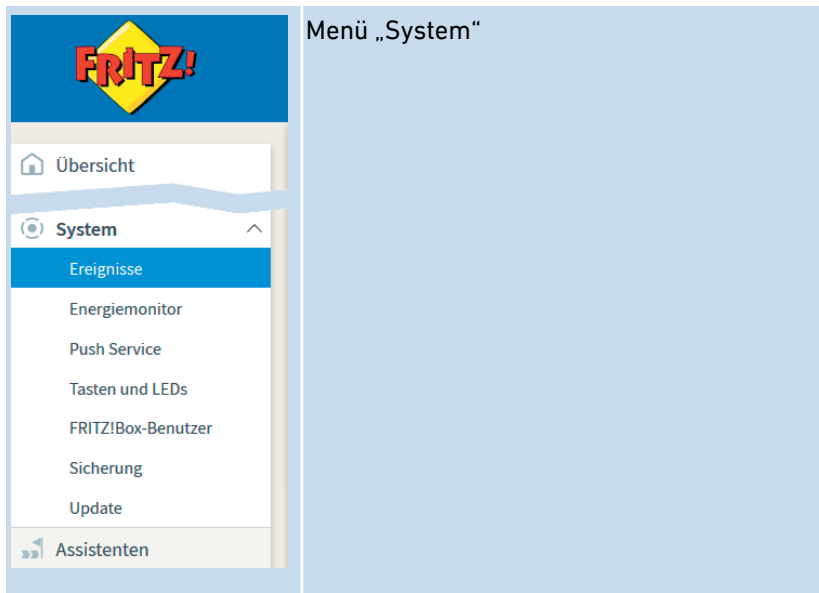 FRITZ!
Menü „System“
Übersicht
System
Ereignisse
Energiemonitor
Push Service
Tasten und LEDs
FRITZ!Box-Benutzer
Sicherung
Update
Assistenten